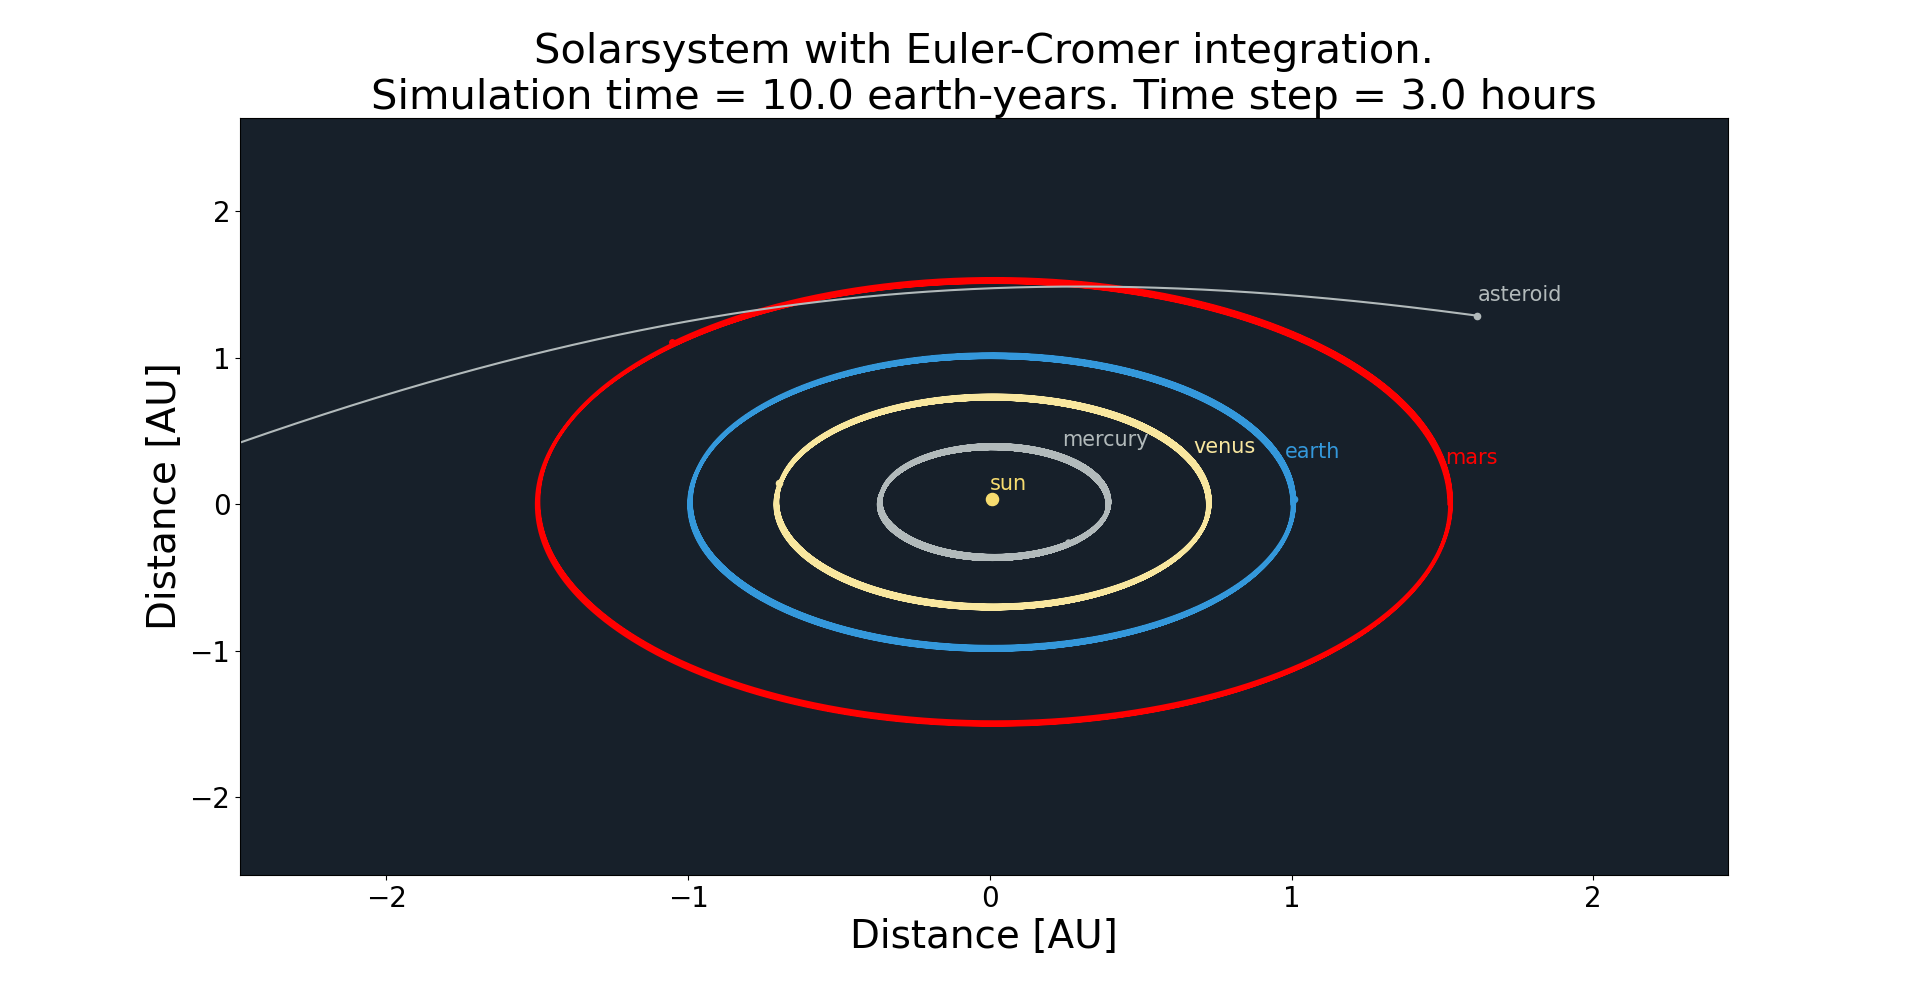 Solarsystem with Euler-Cromer integration.
Simulation time = 10.0 earth-years. Time step = 3.0 hours
2
asteroid
1
mercury
venus
earth
mars
sun
0
−1
−2
Distance [AU]
−2
−1
0
1
2
Distance [AU]